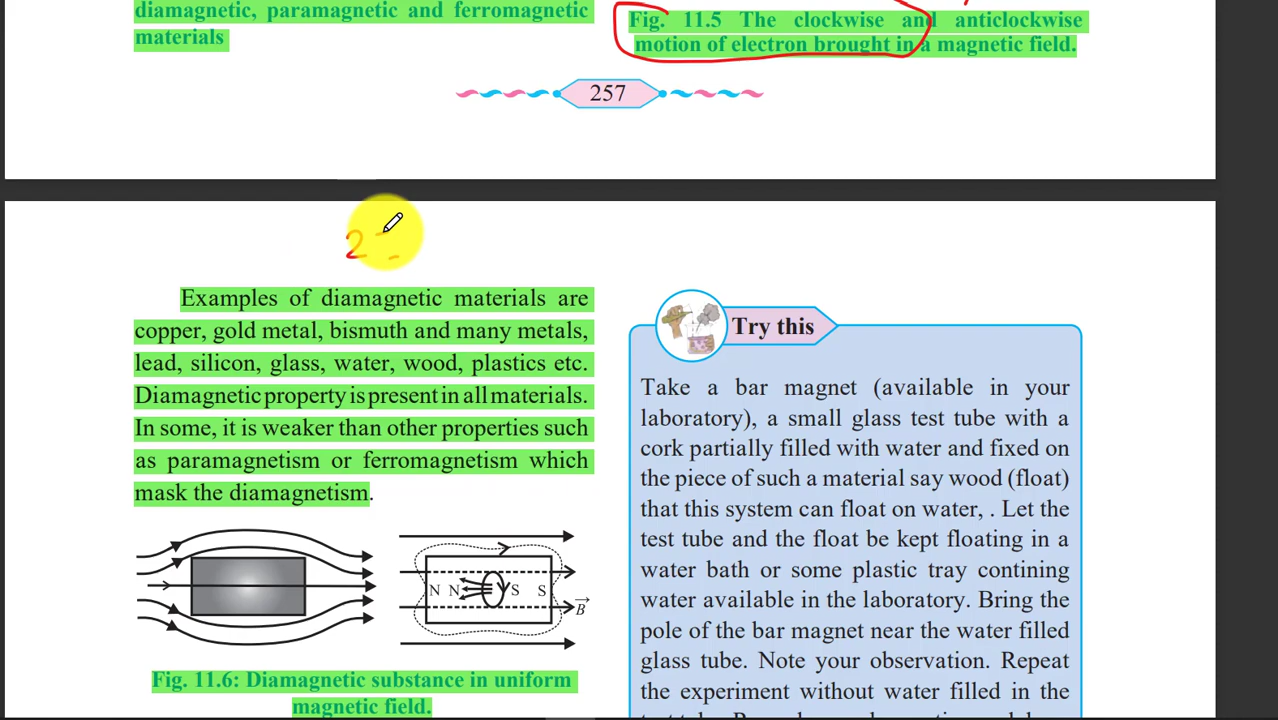 diamagnetic, paramagnetic and ferromagnetic
materials
Fig. 11.5 The clockwise and anticlockwise
motion of electron brought in a magnetic field.
257
2
Examples of diamagnetic materials are
copper, gold metal, bismuth and many metals,
lead, silicon, glass, water, wood, plastics etc.
Diamagnetic property is present in all materials.
In some, it is weaker than other properties such
as paramagnetism or ferromagnetism which
mask the diamagnetism.
N N S S
B
Fig. 11.6: Diamagnetic substance in uniform
magnetic field.
Try this
Take a bar magnet (available in your
laboratory), a small glass test tube with a
cork partially filled with water and fixed on
the piece of such a material say wood (float)
that this system can float on water, . Let the
test tube and the float be kept floating in a
water bath or some plastic tray contining
water available in the laboratory. Bring the
pole of the bar magnet near the water filled
glass tube. Note your observation. Repeat
the experiment without water filled in the